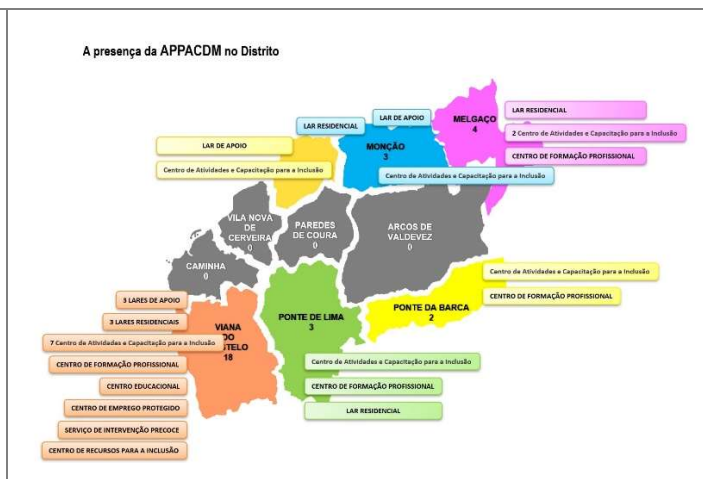 A presença da APPACDM no Distrito
LAR RESIDENCIAL
LAR DE APOIO
MELGAÇO
4
LAR RESIDENCIAL
2 Centro de Atividades e Capacitação para a Inclusão
CENTRO DE FORMAÇÃO PROFISSIONAL
LAR DE APOIO
Centro de Atividades e Capacitação para a Inclusão
MONÇÃO
3
Centro de Atividades e Capacitação para a Inclusão
VILA NOVA
DE
CERVEIRA
0
PAREDES
DE COURA
0
ARCOS DE
VALDEVEZ
0
CAMINHA
0
Centro de Atividades e Capacitação para a Inclusão
CENTRO DE FORMAÇÃO PROFISSIONAL
PONTE DA BARCA
2
3 LARES DE APOIO
3 LARES RESIDENCIAIS
7 Centro de Atividades e Capacitação para a Inclusão
CENTRO DE FORMAÇÃO PROFISSIONAL
CENTRO EDUCACIONAL
CENTRO DE EMPREGO PROTEGIDO
SERVIÇO DE INTERVENÇÃO PRECOCE
CENTRO DE RECURSOS PARA A INCLUSÃO
VIANA
DO
STELO
18
PONTE DE LIMA
3
Centro de Atividades e Capacitação para a Inclusão
CENTRO DE FORMAÇÃO PROFISSIONAL
LAR RESIDENCIAL